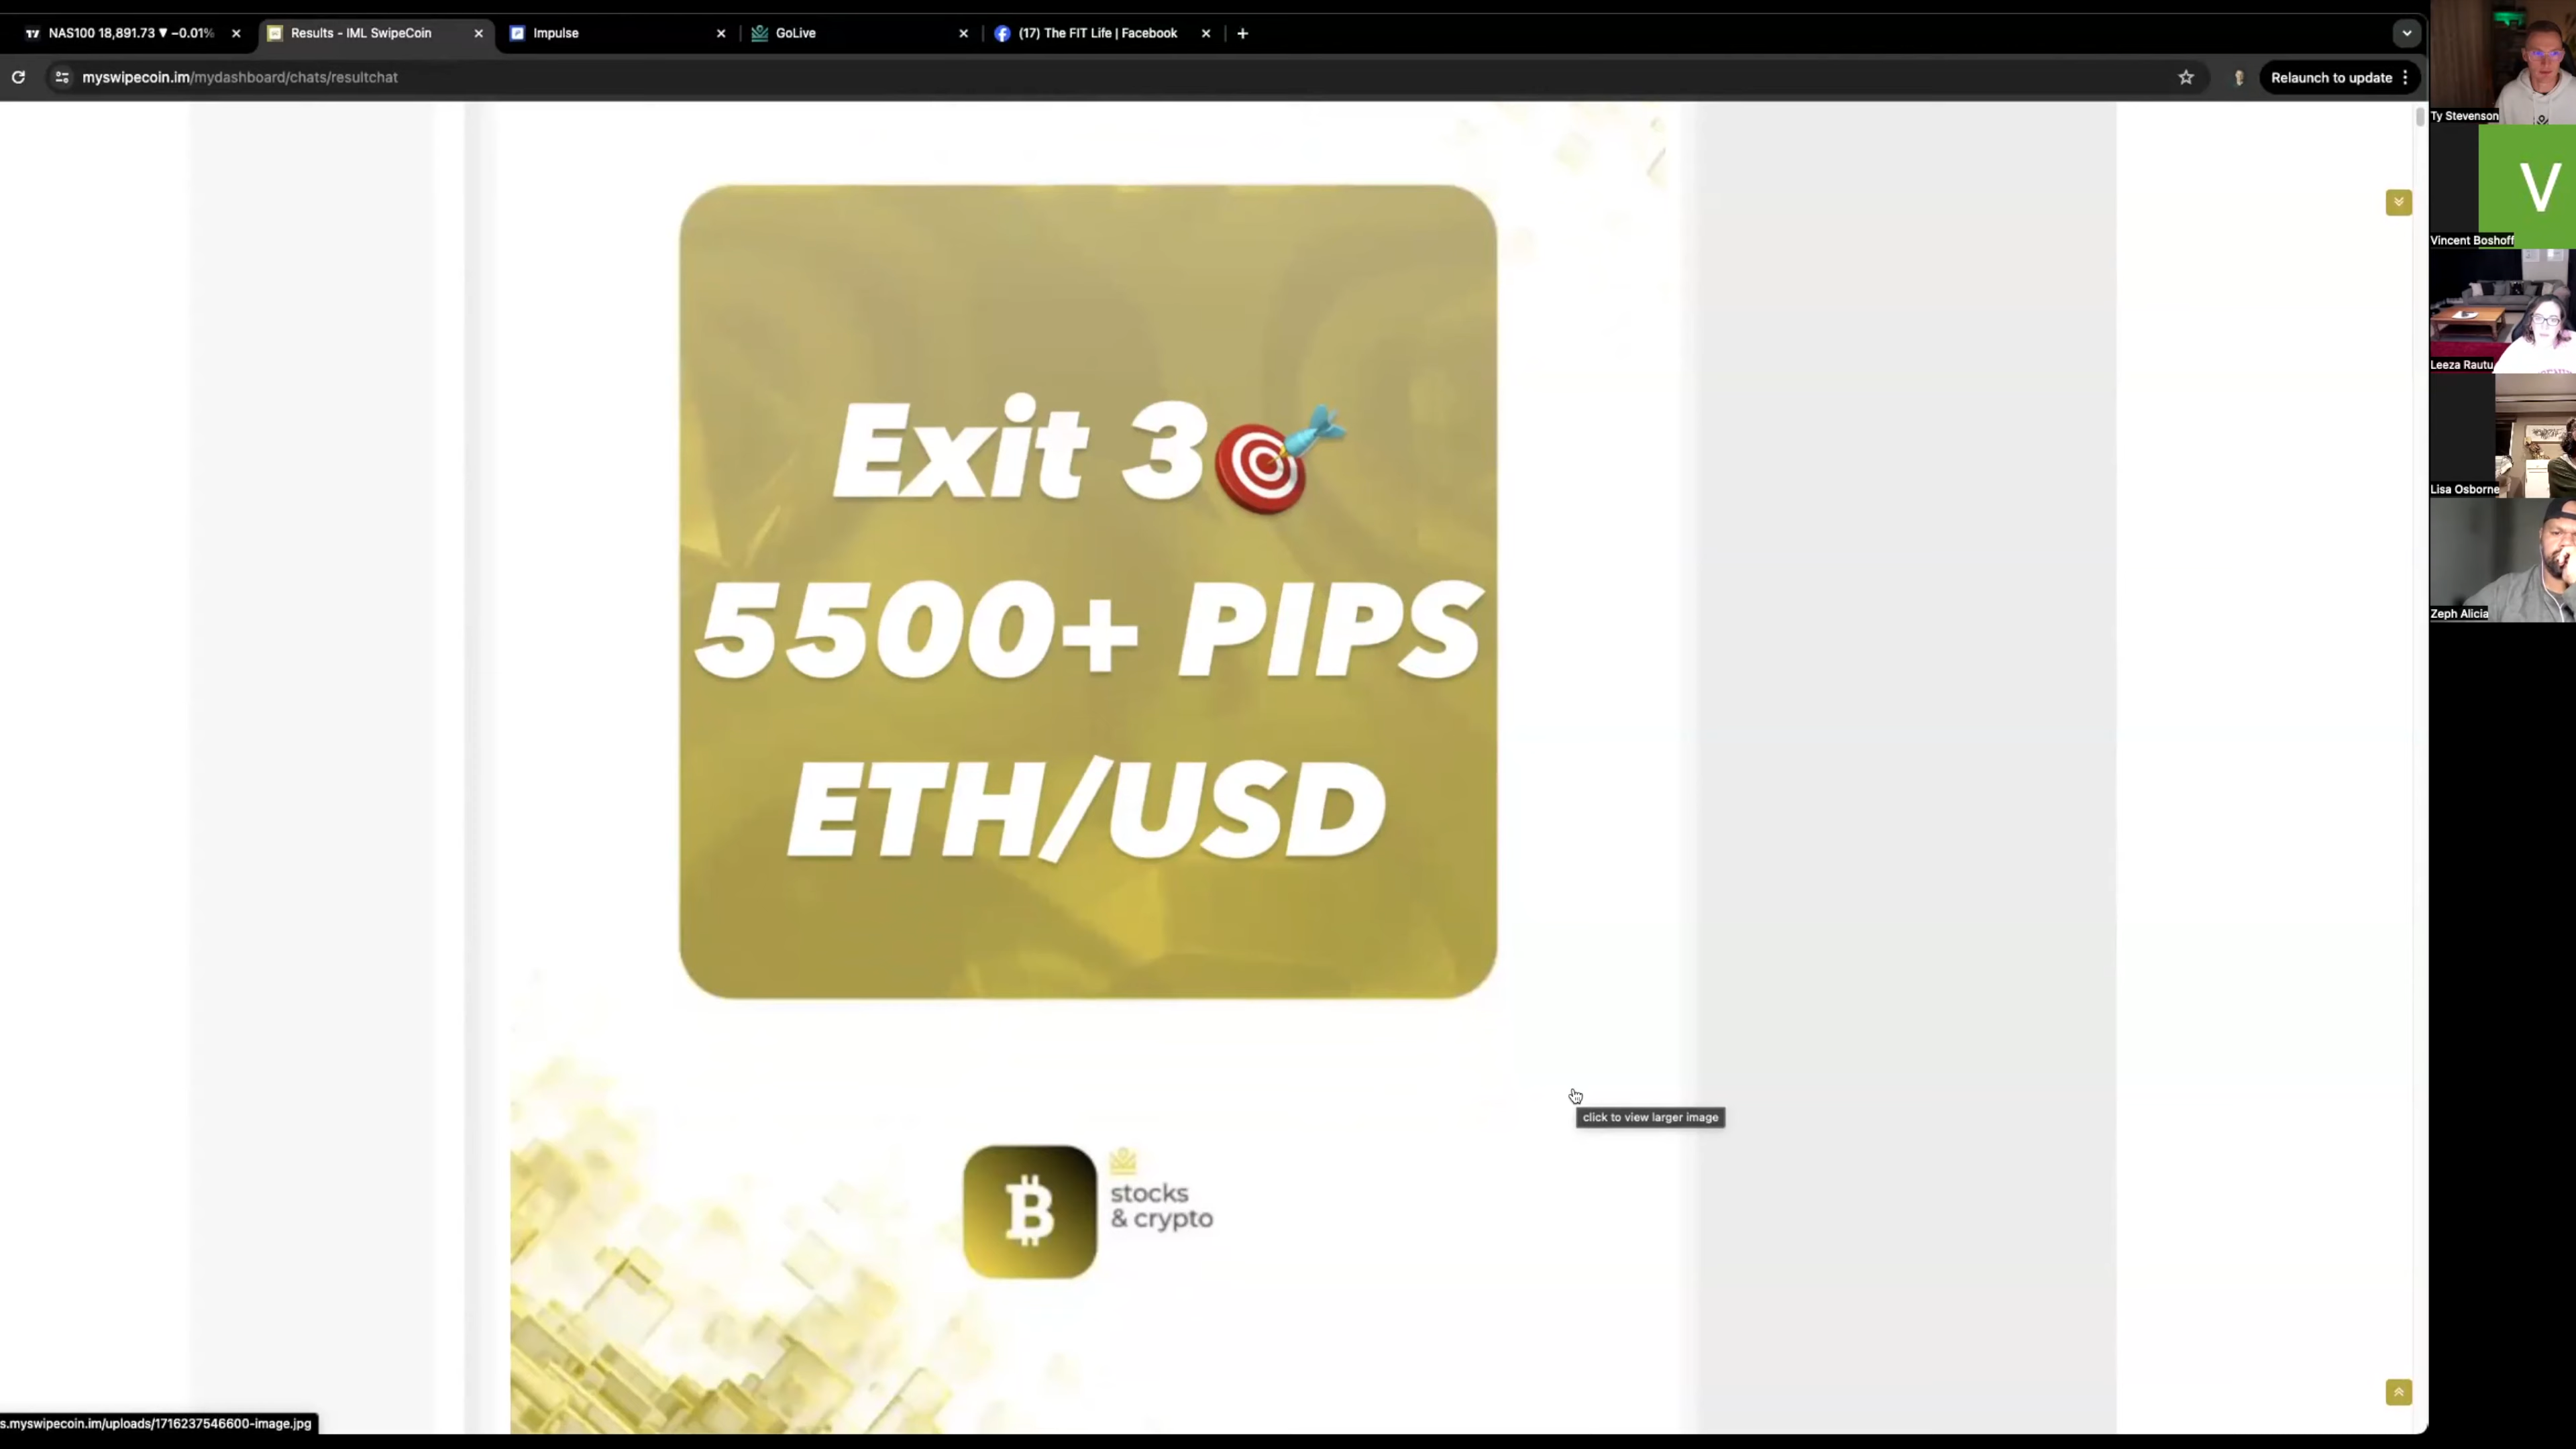 NAS100 18,891.73 ▼ −0.01%
Results - IML SwipeCoin
Impulse
GoLive
(17) The FIT Life | Facebook
myswipecoin.im/mydashboard/chats/resultchat
Relaunch to update
Ty Stevenson
V
Vincent Boshoff
Leeza Rautu
Lisa Osborne
Zeph Alicia
Exit 3
5500+ PIPS
ETH/USD
click to view larger image
stocks
& crypto
s.myswipecoin.im/uploads/1716237546600-image.jpg